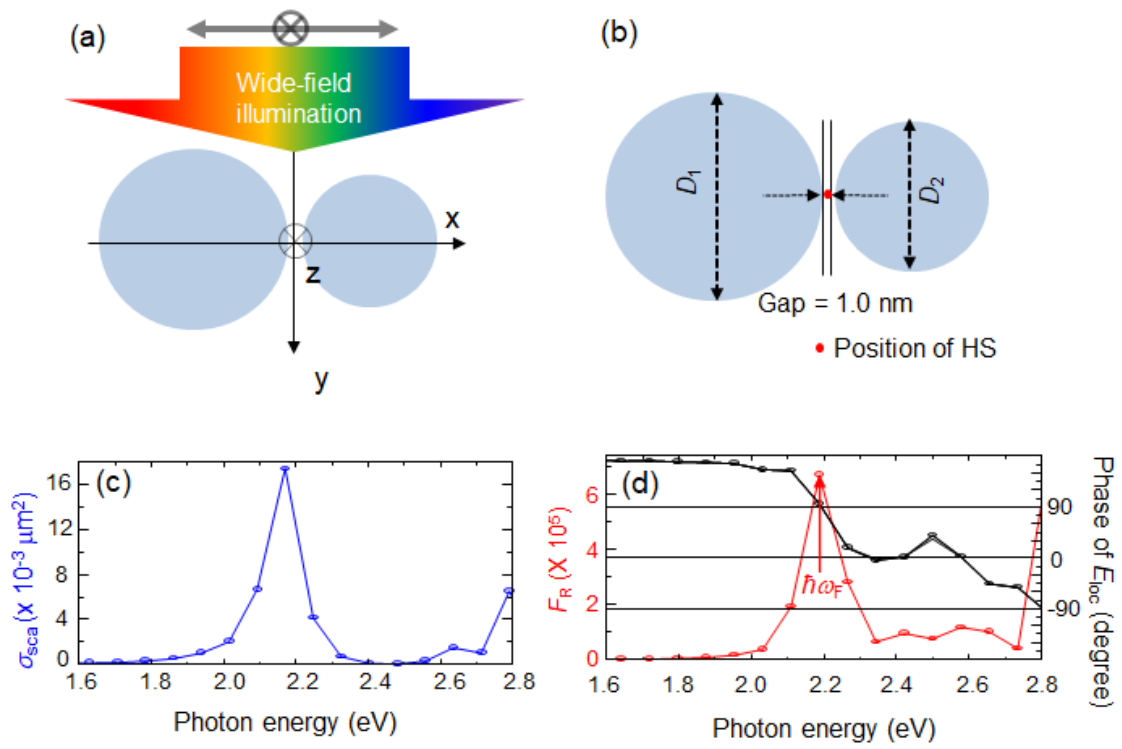 (a)
Wide-field
illumination
x
z
y
(b)
D₁
D₂
Gap = 1.0 nm
Position of HS
(c)
σsca (x 10⁻³ μm²)
16
12
8
4
0
1.6 1.8 2.0 2.2 2.4 2.6 2.8
Photon energy (eV)
(d)
F_R (X 10⁵)
6
4
2
0
ħω_F
90
0
-90
Phase of E_loc (degree)
1.6 1.8 2.0 2.2 2.4 2.6 2.8
Photon energy (eV)